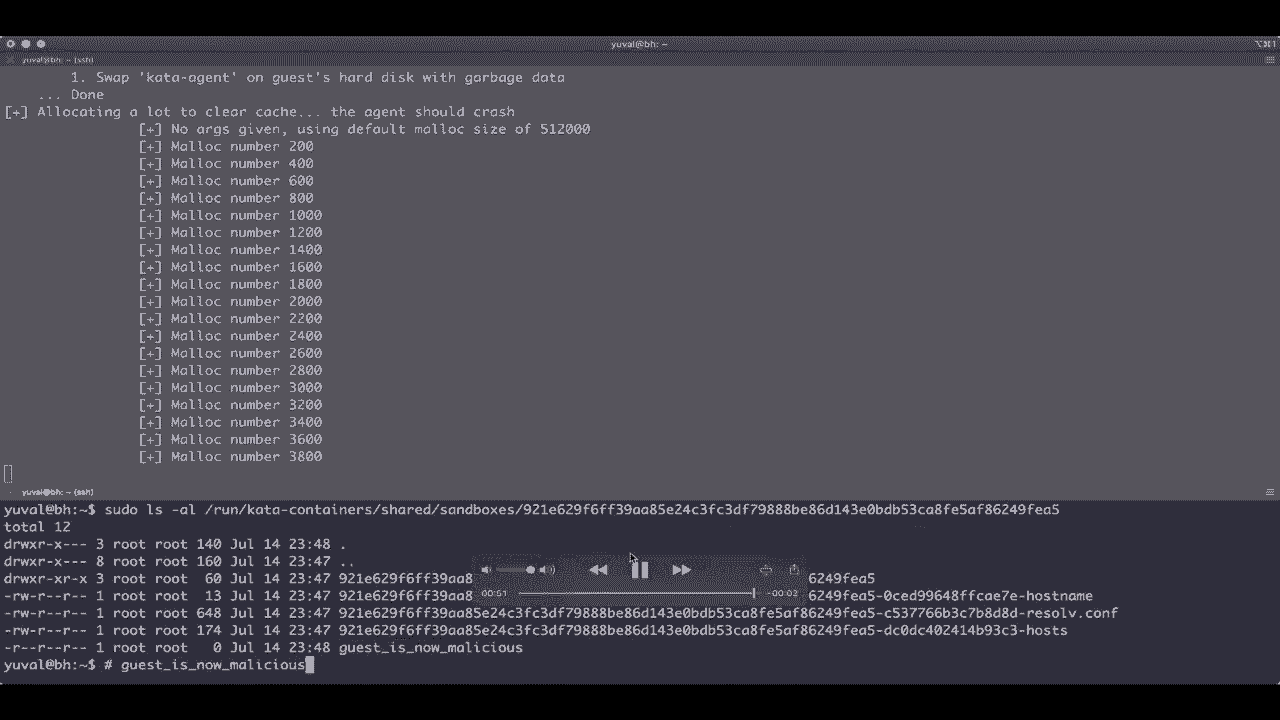 yuval@bh: ~
⌥⌘1
yuval@bh: ~ (ssh)
1. Swap 'kata-agent' on guest's hard disk with garbage data
... Done
[+] Allocating a lot to clear cache... the agent should crash
[+] No args given, using default malloc size of 512000
[+] Malloc number 200
[+] Malloc number 400
[+] Malloc number 600
[+] Malloc number 800
[+] Malloc number 1000
[+] Malloc number 1200
[+] Malloc number 1400
[+] Malloc number 1600
[+] Malloc number 1800
[+] Malloc number 2000
[+] Malloc number 2200
[+] Malloc number 2400
[+] Malloc number 2600
[+] Malloc number 2800
[+] Malloc number 3000
[+] Malloc number 3200
[+] Malloc number 3400
[+] Malloc number 3600
[+] Malloc number 3800
yuval@bh: ~ (ssh)
yuval@bh:~$ sudo ls -al /run/kata-containers/shared/sandboxes/921e629f6ff39aa85e24c3fc3df79888be86d143e0bdb53ca8fe5af86249fea5
total 12
drwxr-x--- 3 root root 140 Jul 14 23:48 .
drwxr-x--- 8 root root 160 Jul 14 23:47 ..
drwxr-xr-x 3 root root  60 Jul 14 23:47 921e629f6ff39aa8 6249fea5
-rw-r--r-- 1 root root  13 Jul 14 23:47 921e629f6ff39aa8 6249fea5-0ced99648ffcae7e-hostname
00:51 -00:02
-rw-r--r-- 1 root root 648 Jul 14 23:47 921e629f6ff39aa85e24c3fc3df79888be86d143e0bdb53ca8fe5af86249fea5-c537766b3c7b8d8d-resolv.conf
-rw-r--r-- 1 root root 174 Jul 14 23:47 921e629f6ff39aa85e24c3fc3df79888be86d143e0bdb53ca8fe5af86249fea5-dc0dc402414b93c3-hosts
-r--r--r-- 1 root root   0 Jul 14 23:48 guest_is_now_malicious
yuval@bh:~$ # guest_is_now_malicious